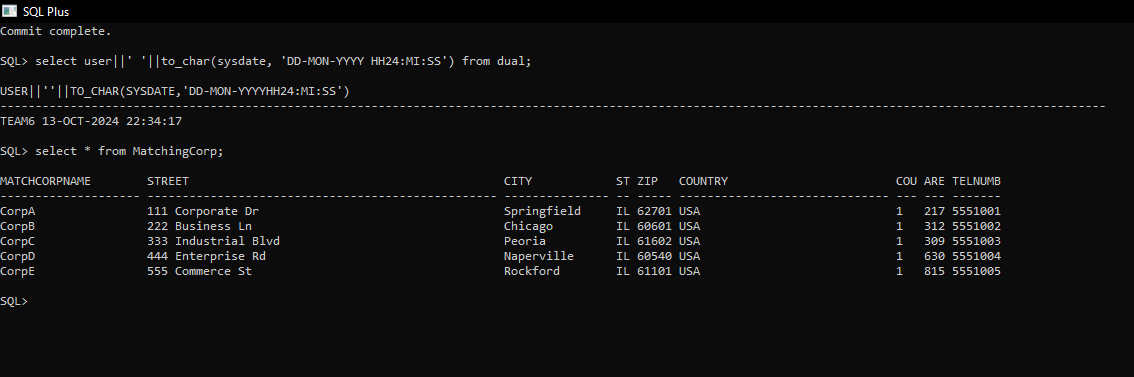 SQL Plus
Commit complete.
SQL> select user||' '||to_char(sysdate, 'DD-MON-YYYY HH24:MI:SS') from dual;
USER||''||TO_CHAR(SYSDATE,'DD-MON-YYYYHH24:MI:SS')
--------------------------------------------------------------------------------------------------------------------------------------------------------------
TEAM6 13-OCT-2024 22:34:17
SQL> select * from MatchingCorp;
MATCHCORPNAME        STREET                                             CITY            ST ZIP   COUNTRY                        COU ARE TELNUMB
-------------------- -------------------------------------------------- --------------- -- ----- ------------------------------ --- --- -------
CorpA                111 Corporate Dr                                   Springfield     IL 62701 USA                            1   217 5551001
CorpB                222 Business Ln                                    Chicago         IL 60601 USA                            1   312 5551002
CorpC                333 Industrial Blvd                                Peoria          IL 61602 USA                            1   309 5551003
CorpD                444 Enterprise Rd                                  Naperville      IL 60540 USA                            1   630 5551004
CorpE                555 Commerce St                                    Rockford        IL 61101 USA                            1   815 5551005
SQL>